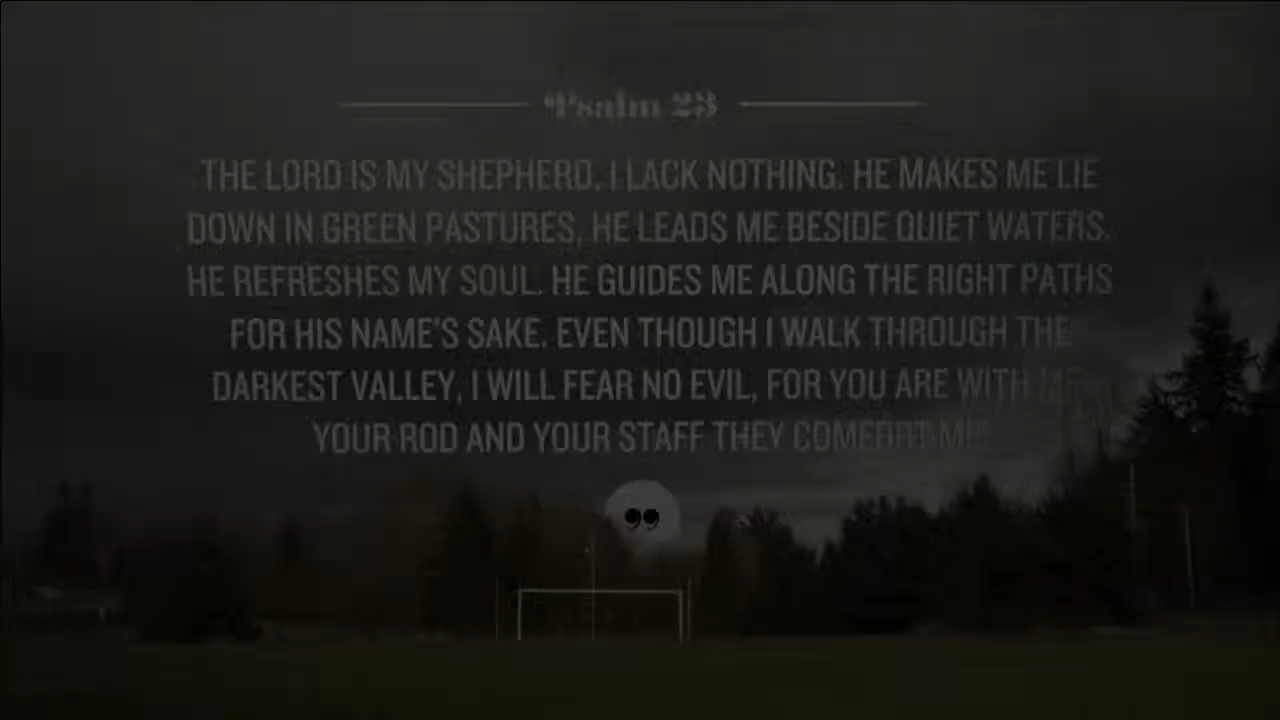 Psalm 23
THE LORD IS MY SHEPHERD, I LACK NOTHING. HE MAKES ME LIE
DOWN IN GREEN PASTURES, HE LEADS ME BESIDE QUIET WATERS,
HE REFRESHES MY SOUL. HE GUIDES ME ALONG THE RIGHT PATHS
FOR HIS NAME'S SAKE. EVEN THOUGH I WALK THROUGH THE
DARKEST VALLEY, I WILL FEAR NO EVIL, FOR YOU ARE WITH ME
YOUR ROD AND YOUR STAFF THEY COMFORT ME